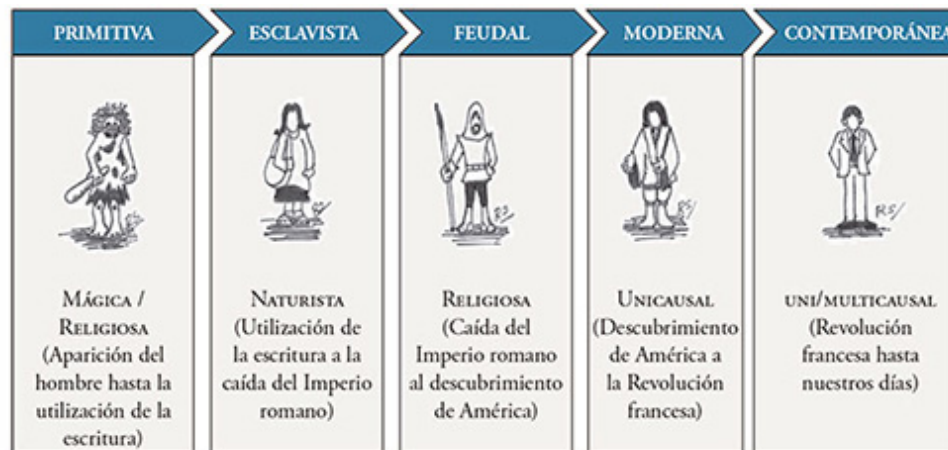 PRIMITIVA
ESCLAVISTA
FEUDAL
MODERNA
CONTEMPORÁNEA
MÁGICA /
RELIGIOSA
(Aparición del
hombre hasta la
utilización de la
escritura)
NATURISTA
(Utilización de
la escritura a la
caída del Imperio
romano)
RELIGIOSA
(Caída del
Imperio romano
al descubrimiento
de América)
UNICAUSAL
(Descubrimiento
de América a
la Revolución
francesa)
UNI/MULTICAUSAL
(Revolución
francesa hasta
nuestros días)
RS/